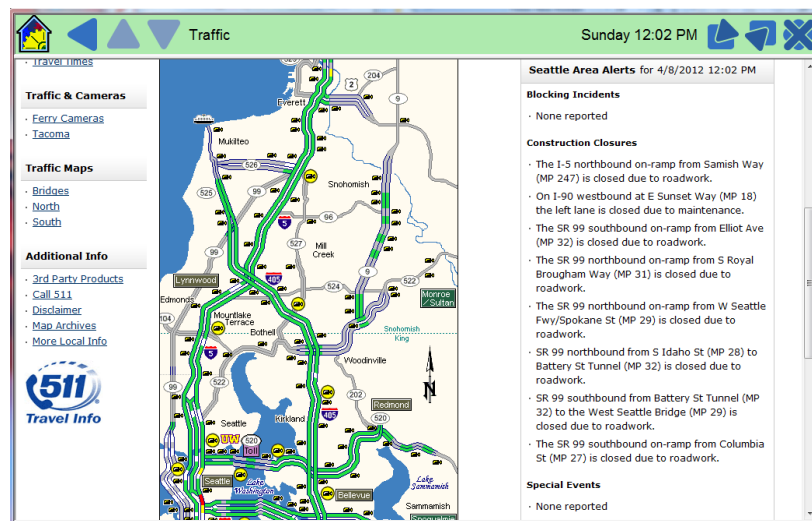 Traffic
Sunday 12:02 PM
Travel Times
Traffic & Cameras
· Ferry Cameras
· Tacoma
Traffic Maps
· Bridges
· North
· South
Additional Info
· 3rd Party Products
· Call 511
· Disclaimer
· Map Archives
· More Local Info
511
Travel Info
529
204
2
Everett
9
Mukilteo
526
525
99
Snohomish
5
96
527
Mill
Creek
99
405
9
Lynnwood
524
522
Edmonds
Monroe
/Sultan
104
Mountlake
Terrace
Bothell
Snohomish
King
5
522
Woodinville
N
99
202
Kirkland
405
Redmond
Seattle
520
UW
520
Toll
Seattle
Lake
Washington
Bellevue
Lake
Sammamish
Sammamish
Seattle Area Alerts for 4/8/2012 12:02 PM
Blocking Incidents
· None reported
Construction Closures
· The I-5 northbound on-ramp from Samish Way
(MP 247) is closed due to roadwork.
· On I-90 westbound at E Sunset Way (MP 18)
the left lane is closed due to maintenance.
· The SR 99 southbound on-ramp from Elliot Ave
(MP 32) is closed due to roadwork.
· The SR 99 northbound on-ramp from S Royal
Brougham Way (MP 31) is closed due to
roadwork.
· The SR 99 northbound on-ramp from W Seattle
Fwy/Spokane St (MP 29) is closed due to
roadwork.
· SR 99 northbound from S Idaho St (MP 28) to
Battery St Tunnel (MP 32) is closed due to
roadwork.
· SR 99 southbound from Battery St Tunnel (MP
32) to the West Seattle Bridge (MP 29) is
closed due to roadwork.
· The SR 99 southbound on-ramp from Columbia
St (MP 27) is closed due to roadwork.
Special Events
· None reported